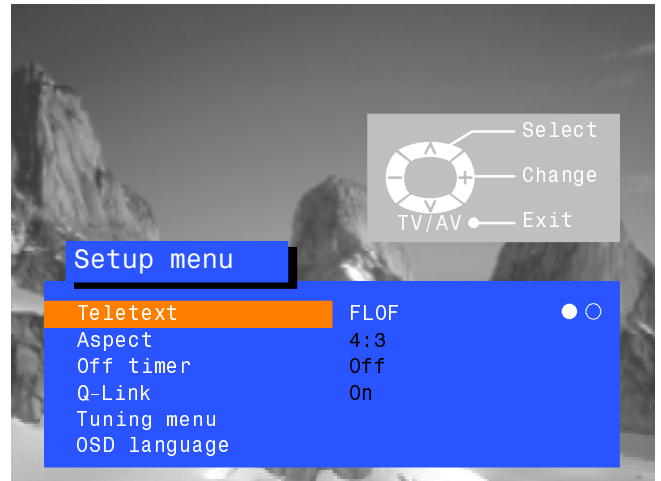 Select
Change
TV/AV Exit
Setup menu
Teletext FLOF
Aspect 4:3
Off timer Off
Q-Link On
Tuning menu
OSD language